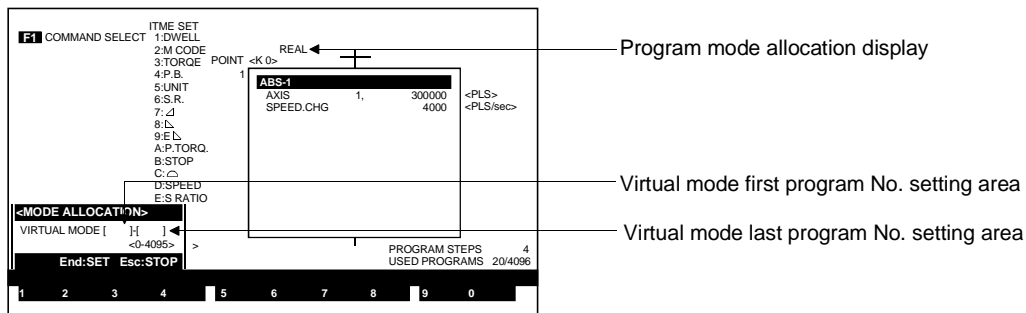 ITME SET
F1 COMMAND SELECT 1:DWELL
2:M CODE REAL
3:TORQE POINT <K 0>
4:P.B. 1
5:UNIT ABS-1
6:S.R. AXIS 1, 300000 <PLS>
7: SPEED.CHG 4000 <PLS/sec>
8:
9:E
A:P.TORQ.
B:STOP
C:
D:SPEED
E:S RATIO
<MODE ALLOCATION>
VIRTUAL MODE [ ]-[ ]
<0-4095> >
End:SET Esc:STOP
PROGRAM STEPS 4
USED PROGRAMS 20/4096
1 2 3 4 5 6 7 8 9 0
Program mode allocation display
Virtual mode first program No. setting area
Virtual mode last program No. setting area